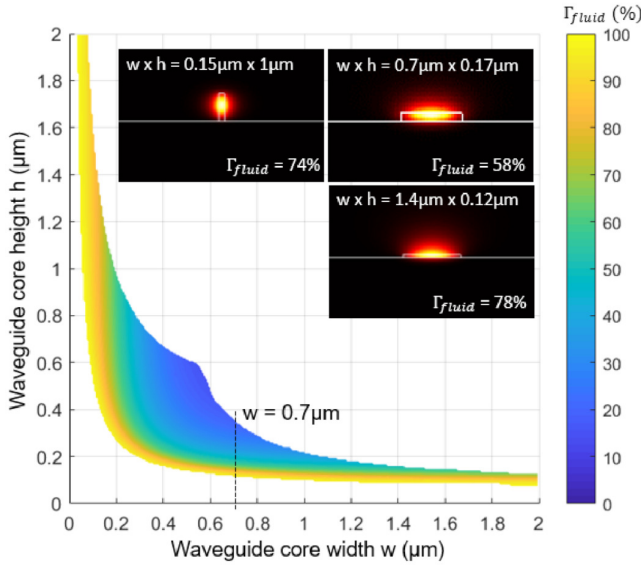 Γfluid (%)
w x h = 0.15µm x 1µm
Γfluid = 74%
w x h = 0.7µm x 0.17µm
Γfluid = 58%
w x h = 1.4µm x 0.12µm
Γfluid = 78%
w = 0.7µm
Waveguide core height h (µm)
2
1.8
1.6
1.4
1.2
1
0.8
0.6
0.4
0.2
0
0 0.2 0.4 0.6 0.8 1 1.2 1.4 1.6 1.8 2
Waveguide core width w (µm)
100
90
80
70
60
50
40
30
20
10
0